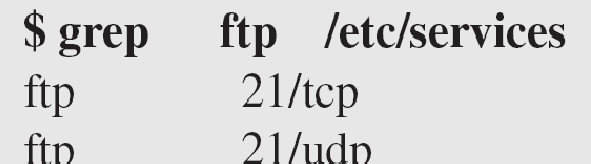 $ grep ftp /etc/services
ftp 21/tcp
ftp 21/udp